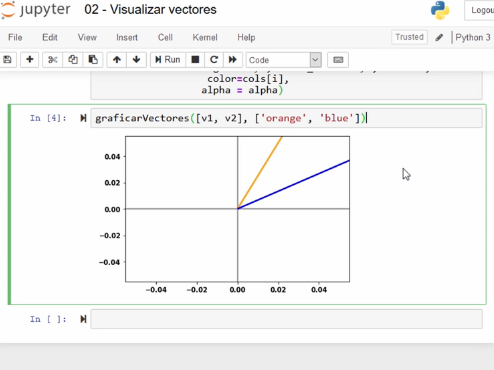 jupyter 02 - Visualizar vectores
Logou
File Edit View Insert Cell Kernel Help Trusted Python 3
Run Code
color=cols[i],
alpha = alpha)
In [4]: graficarVectores([v1, v2], ['orange', 'blue'])
0.04
0.02
0.00
−0.02
−0.04
−0.04 −0.02 0.00 0.02 0.04
In [ ]: